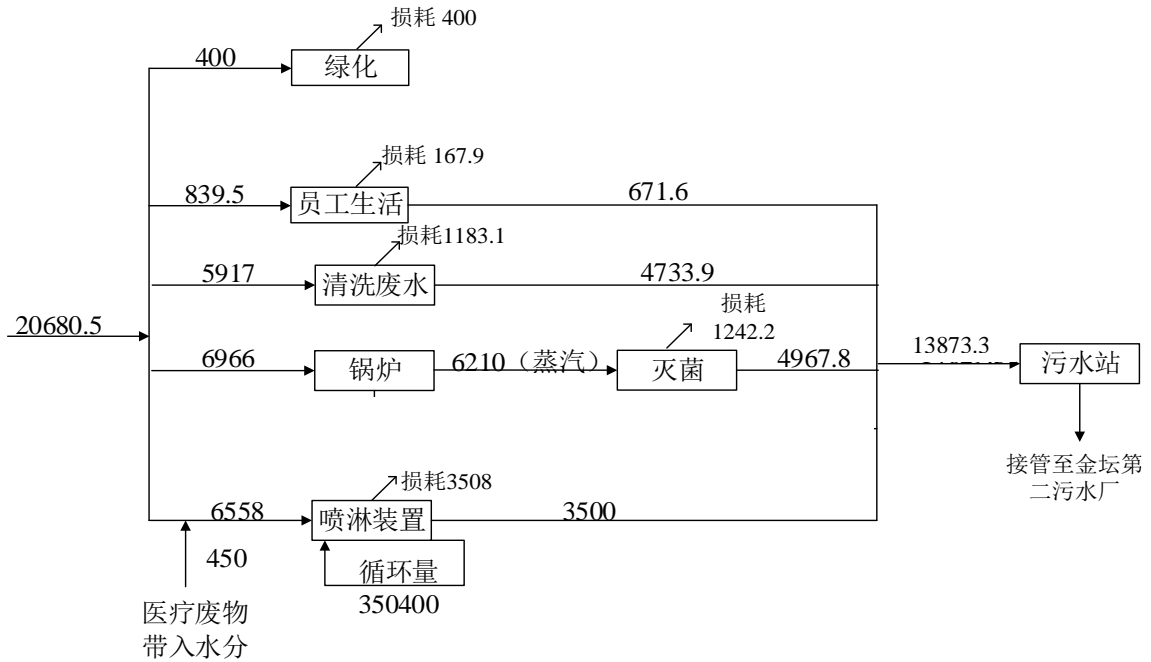 损耗 400
400
绿化
损耗 167.9
839.5
员工生活
671.6
损耗1183.1
5917
清洗废水
4733.9
20680.5
损耗
1242.2
6966
锅炉
6210（蒸汽）
灭菌
4967.8
13873.3
污水站
接管至金坛第
二污水厂
损耗3508
6558
喷淋装置
3500
450
循环量
350400
医疗废物
带入水分